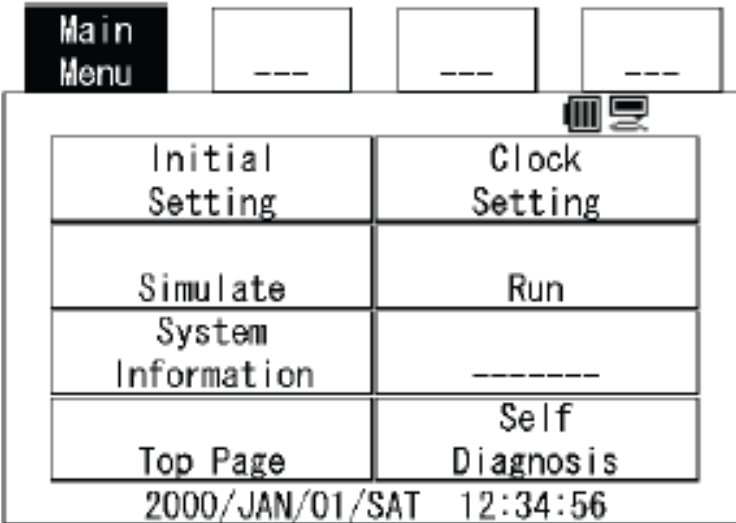 Main
Menu
---
---
---
Initial
Setting
Clock
Setting
Simulate
Run
System
Information
-------
Top Page
Self
Diagnosis
2000/JAN/01/SAT 12:34:56